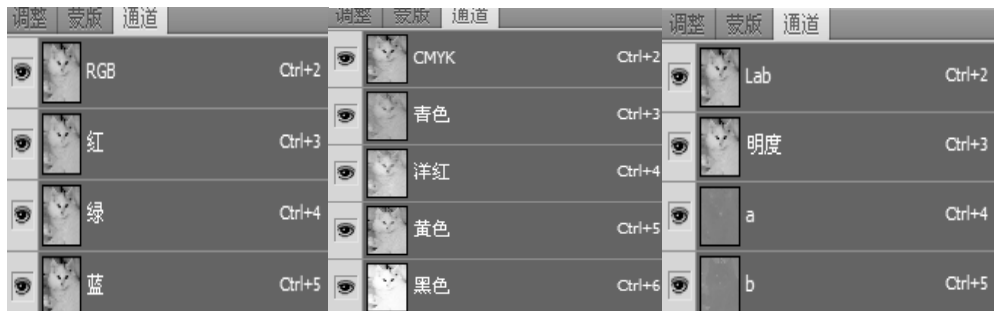 调整 蒙版 通道
RGB Ctrl+2
红 Ctrl+3
绿 Ctrl+4
蓝 Ctrl+5
调整 蒙版 通道
CMYK Ctrl+2
青色 Ctrl+3
洋红 Ctrl+4
黄色 Ctrl+5
黑色 Ctrl+6
调整 蒙版 通道
Lab Ctrl+2
明度 Ctrl+3
a Ctrl+4
b Ctrl+5